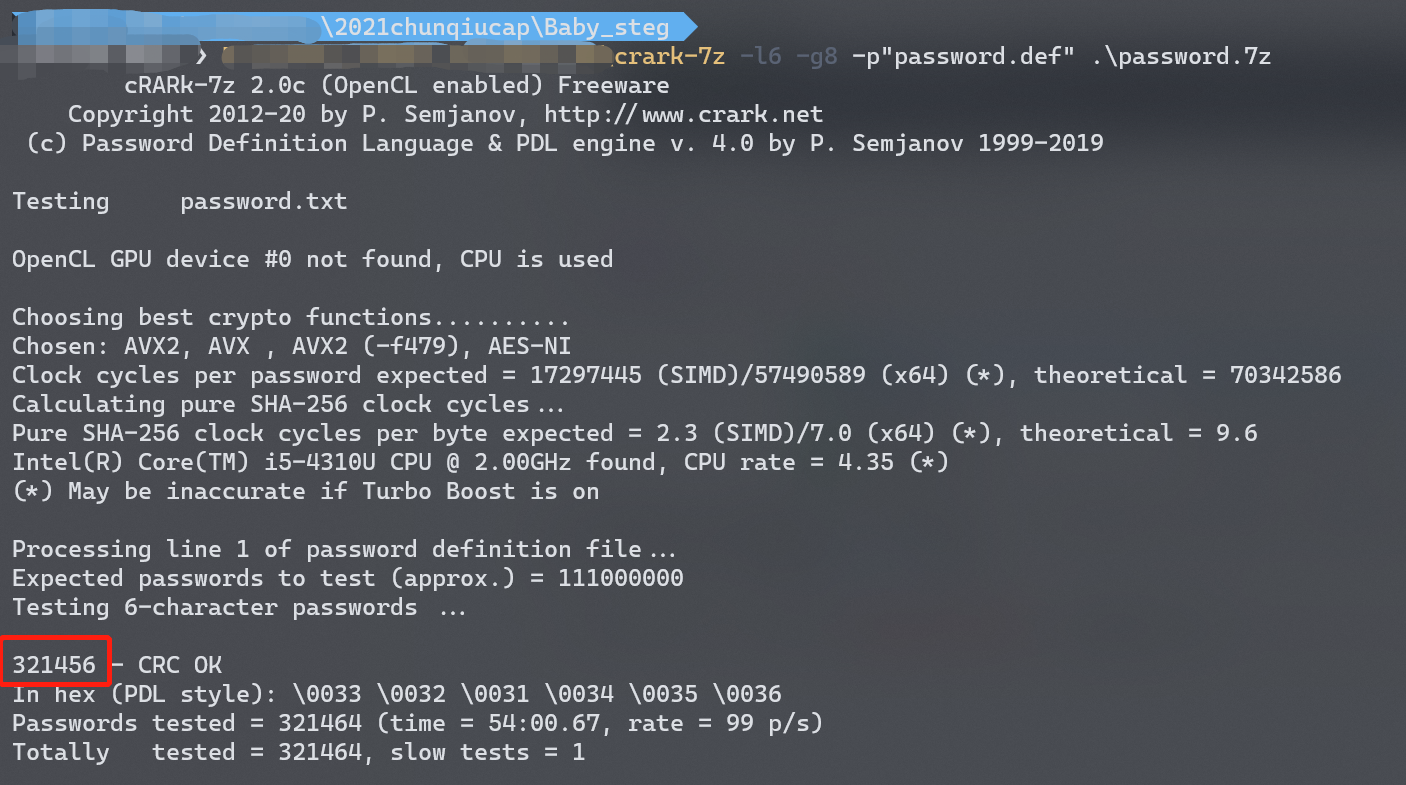 \2021chunqiucap\Baby_steg
❯ crark-7z -l6 -g8 -p"password.def" .\password.7z
cRARk-7z 2.0c (OpenCL enabled) Freeware
Copyright 2012-20 by P. Semjanov, http://www.crark.net
(c) Password Definition Language & PDL engine v. 4.0 by P. Semjanov 1999-2019
Testing password.txt
OpenCL GPU device #0 not found, CPU is used
Choosing best crypto functions..........
Chosen: AVX2, AVX , AVX2 (-f479), AES-NI
Clock cycles per password expected = 17297445 (SIMD)/57490589 (x64) (*), theoretical = 70342586
Calculating pure SHA-256 clock cycles...
Pure SHA-256 clock cycles per byte expected = 2.3 (SIMD)/7.0 (x64) (*), theoretical = 9.6
Intel(R) Core(TM) i5-4310U CPU @ 2.00GHz found, CPU rate = 4.35 (*)
(*) May be inaccurate if Turbo Boost is on
Processing line 1 of password definition file...
Expected passwords to test (approx.) = 111000000
Testing 6-character passwords ...
321456 - CRC OK
In hex (PDL style): \0033 \0032 \0031 \0034 \0035 \0036
Passwords tested = 321464 (time = 54:00.67, rate = 99 p/s)
Totally tested = 321464, slow tests = 1